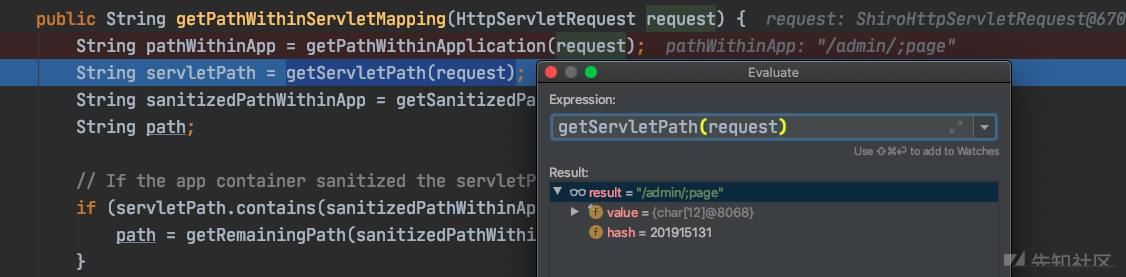 public String getPathWithinServletMapping(HttpServletRequest request) { request: ShiroHttpServletRequest@670
String pathWithinApp = getPathWithinApplication(request); pathWithinApp: "/admin/;page"
String servletPath = getServletPath(request);
String sanitizedPathWithinApp = getSanitizedPa
String path;
// If the app container sanitized the servletP
if (servletPath.contains(sanitizedPathWithinAp
path = getRemainingPath(sanitizedPathWithi
}
Evaluate
Expression:
getServletPath(request)
Use ⇧⌘⏎ to add to Watches
Result:
result = "/admin/;page"
f value = {char[12]@8068}
f hash = 201915131
先知社区